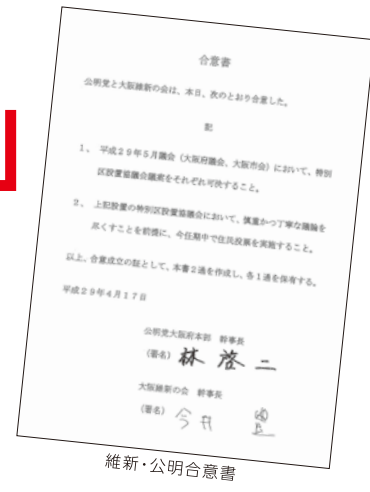 合意書
公明党と大阪維新の会は、本日、次のとおり合意した。
記
1、 平成29年5月議会（大阪府議会、大阪市会）において、特別
区設置協議会議案をそれぞれ可決すること。
2、 上記設置の特別区設置協議会において、慎重かつ丁寧な議論を
尽くすことを前提に、今任期中で住民投票を実施すること。
以上、合意成立の証として、本書2通を作成し、各1通を保有する。
平成29年4月17日
公明党大阪府本部 幹事長
（署名） 林 啓二
大阪維新の会 幹事長
（署名） 今井 豊
維新・公明合意書